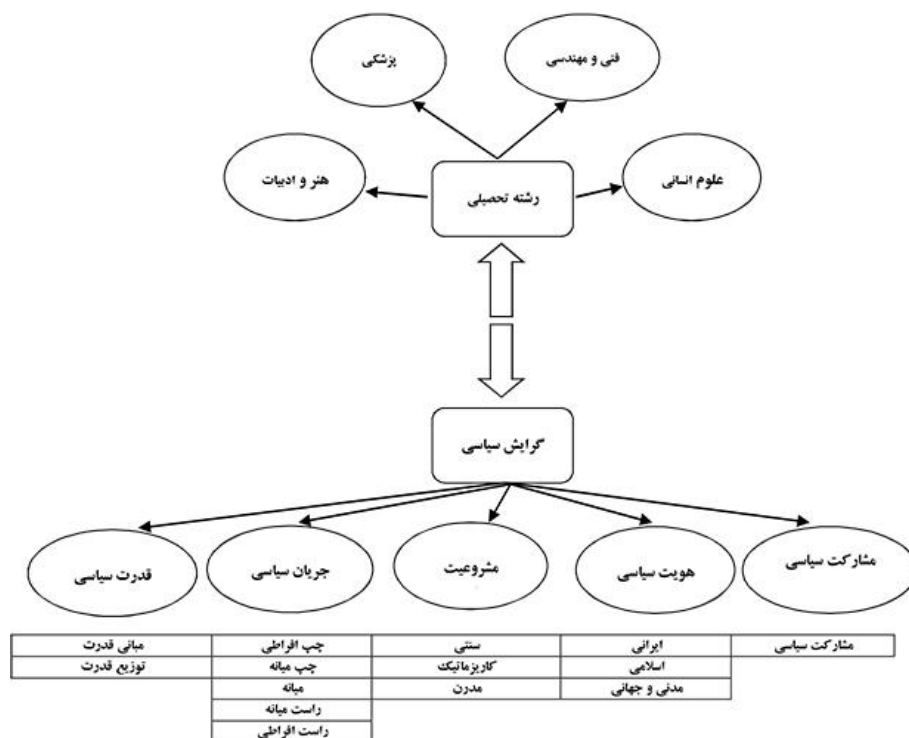 فنی و مهندسی
پزشکی
علوم انسانی
رشته تحصیلی
هنر و ادبیات
گرایش سیاسی
مشارکت سیاسی
هویت سیاسی
مشروعیت
جریان سیاسی
قدرت سیاسی
مشارکت سیاسی
ایرانی
سنتی
چپ افراطی
مبانی قدرت
اسلامی
کاریزماتیک
چپ میانه
توزیع قدرت
مدنی و جهانی
مدرن
میانه
راست میانه
راست افراطی